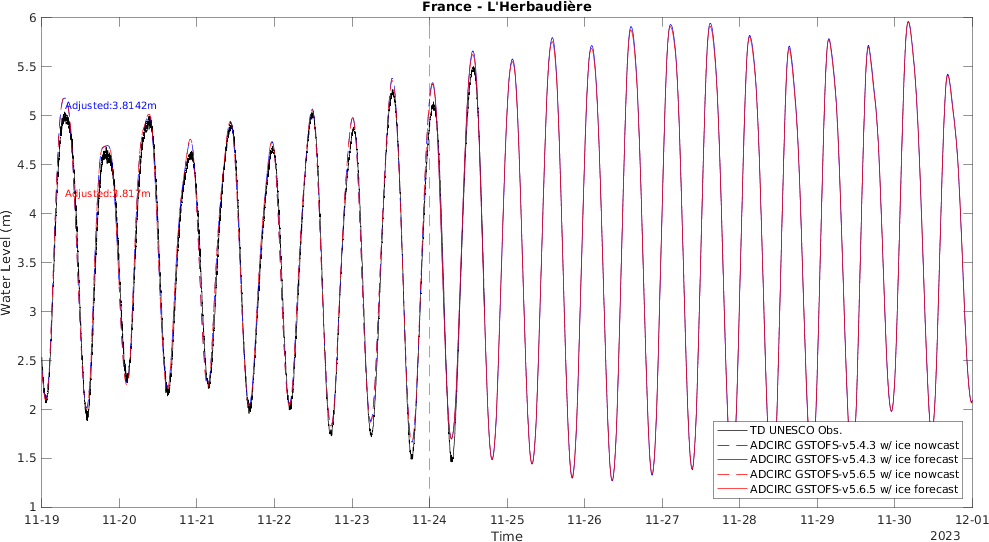 France - L'Herbaudière
Water Level (m)
6
5.5
5
4.5
4
3.5
3
2.5
2
1.5
1
Adjusted:3.8142m
Adjusted:3.817m
TD UNESCO Obs.
ADCIRC GSTOFS-v5.4.3 w/ ice nowcast
ADCIRC GSTOFS-v5.4.3 w/ ice forecast
ADCIRC GSTOFS-v5.6.5 w/ ice nowcast
ADCIRC GSTOFS-v5.6.5 w/ ice forecast
11-19 11-20 11-21 11-22 11-23 11-24 11-25 11-26 11-27 11-28 11-29 11-30 12-01
Time
2023